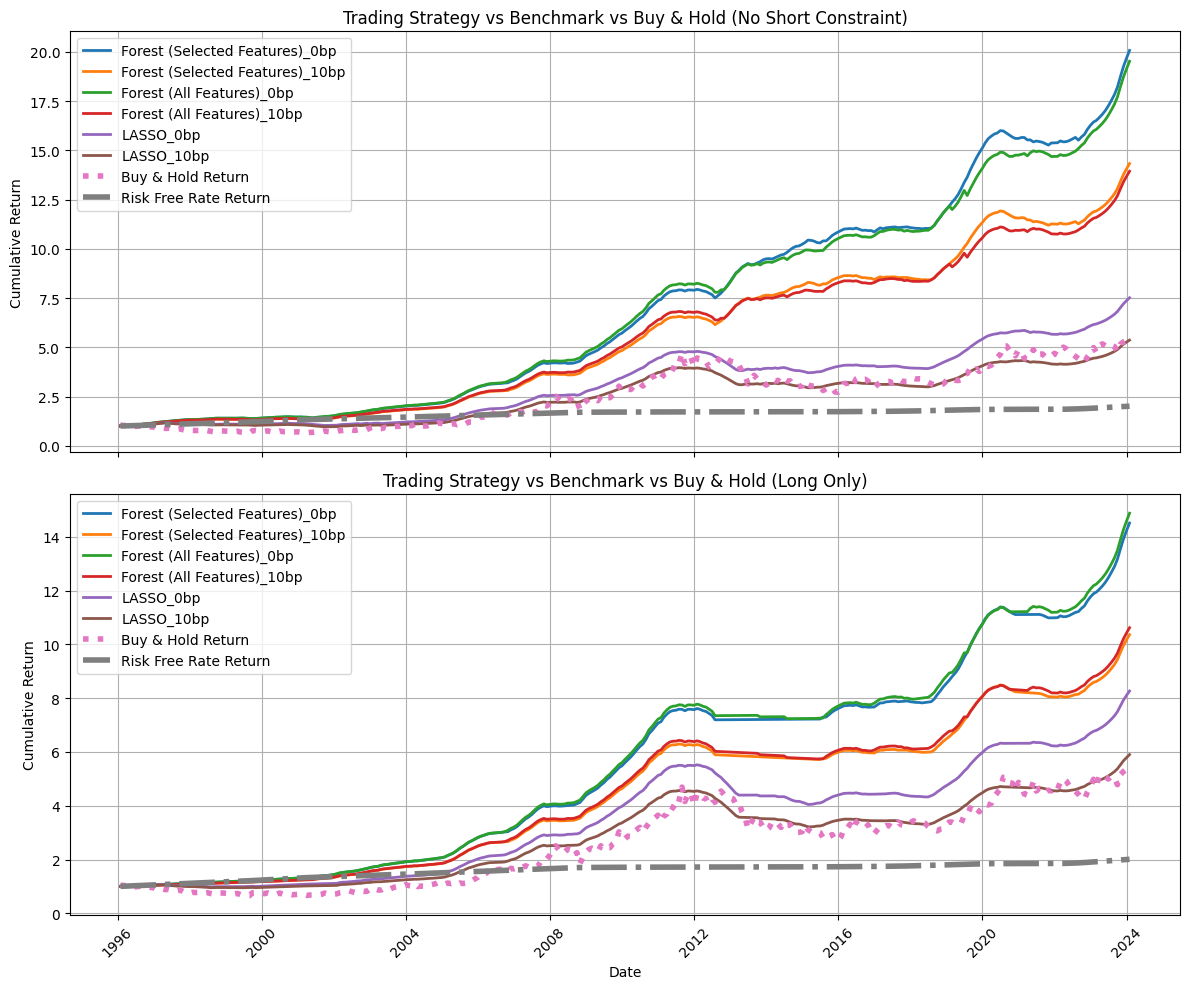 Trading Strategy vs Benchmark vs Buy & Hold (No Short Constraint)
Forest (Selected Features)_0bp
Forest (Selected Features)_10bp
Forest (All Features)_0bp
Forest (All Features)_10bp
LASSO_0bp
LASSO_10bp
Buy & Hold Return
Risk Free Rate Return
Cumulative Return
20.0
17.5
15.0
12.5
10.0
7.5
5.0
2.5
0.0
Trading Strategy vs Benchmark vs Buy & Hold (Long Only)
Forest (Selected Features)_0bp
Forest (Selected Features)_10bp
Forest (All Features)_0bp
Forest (All Features)_10bp
LASSO_0bp
LASSO_10bp
Buy & Hold Return
Risk Free Rate Return
Cumulative Return
14
12
10
8
6
4
2
0
1996
2000
2004
2008
2012
2016
2020
2024
Date